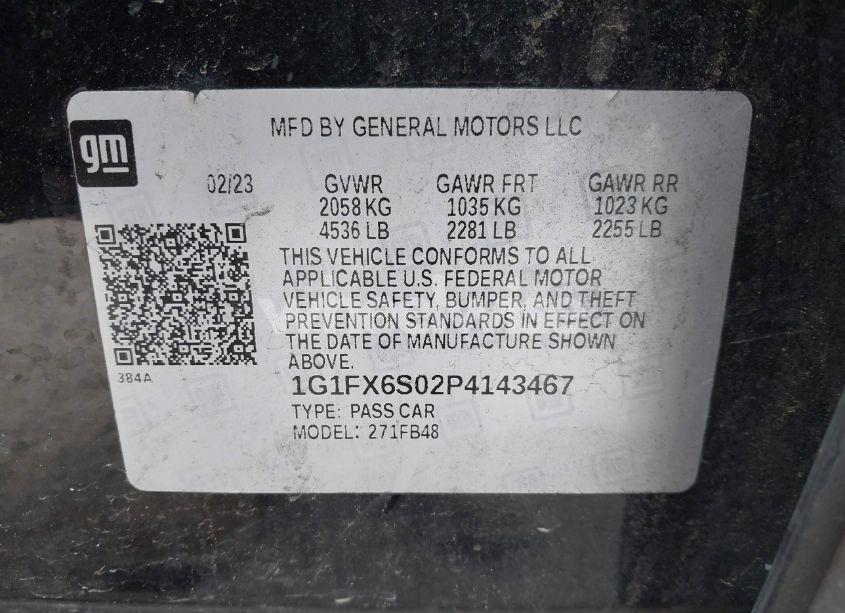 MFD BY GENERAL MOTORS LLC
gm
02/23 GVWR GAWR FRT GAWR RR
2058 KG 1035 KG 1023 KG
4536 LB 2281 LB 2255 LB
THIS VEHICLE CONFORMS TO ALL
APPLICABLE U.S. FEDERAL MOTOR
VEHICLE SAFETY, BUMPER, AND THEFT
PREVENTION STANDARDS IN EFFECT ON
THE DATE OF MANUFACTURE SHOWN
ABOVE.
384A
1G1FX6S02P4143467
TYPE: PASS CAR
MODEL: 271FB48